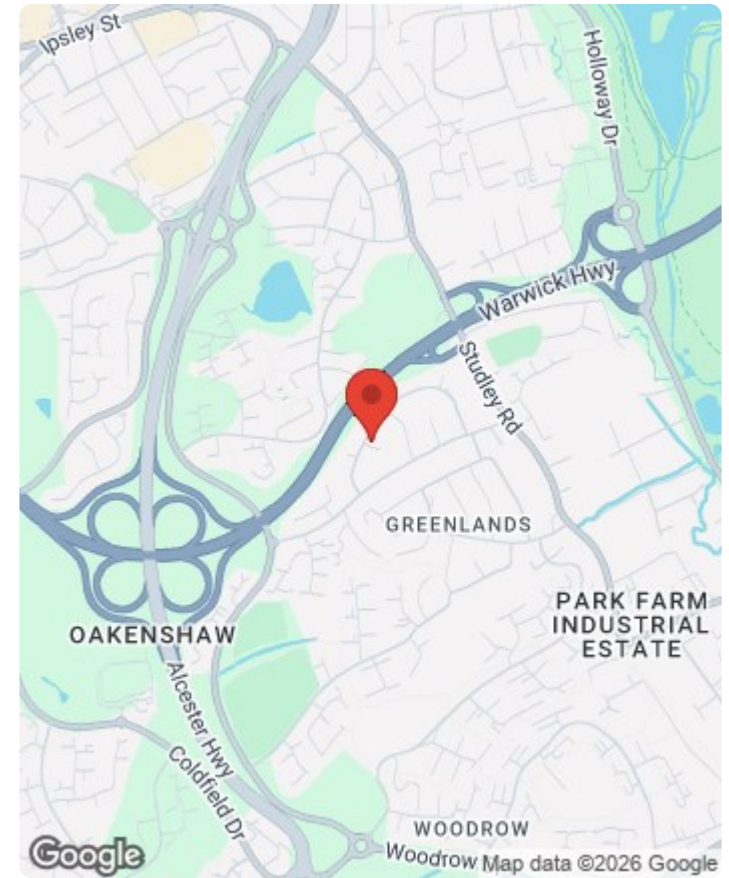 Ipsley St
Holloway Dr
Warwick Hwy
Studley Rd
GREENLANDS
PARK FARM
INDUSTRIAL
ESTATE
OAKENSHAW
Alcester Hwy
Coldfield Dr
WOODROW
Woodrow
Google
Map data ©2026 Google